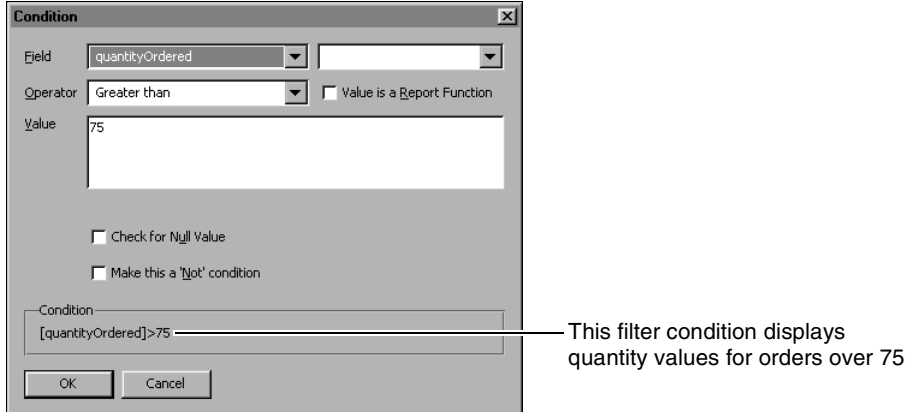 Condition
Field quantityOrdered
Operator Greater than Value is a Report Function
Value 75
Check for Null Value
Make this a 'Not' condition
Condition
[quantityOrdered]>75
This filter condition displays
quantity values for orders over 75
OK Cancel